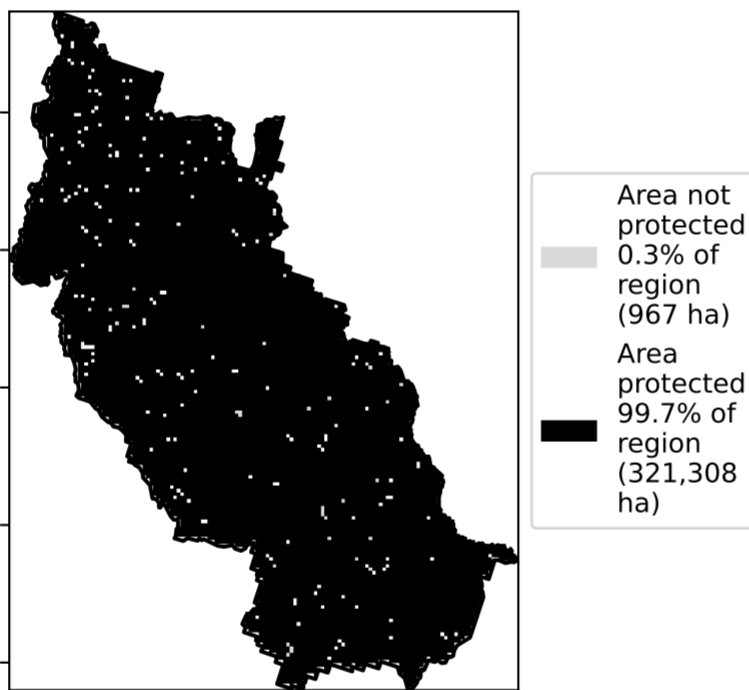 Area not
protected
0.3% of
region
(967 ha)
Area
protected
99.7% of
region
(321,308
ha)